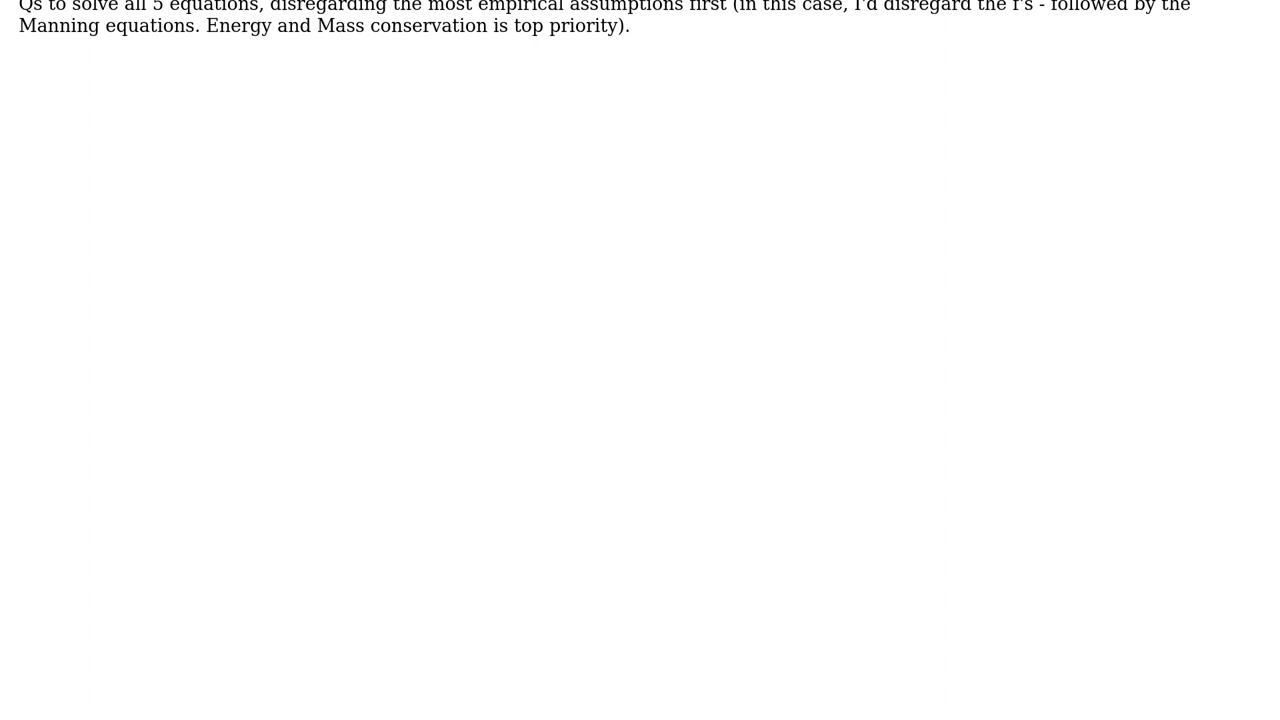 Qs to solve all 5 equations, disregarding the most empirical assumptions first (in this case, I'd disregard the f's - followed by the
Manning equations. Energy and Mass conservation is top priority).